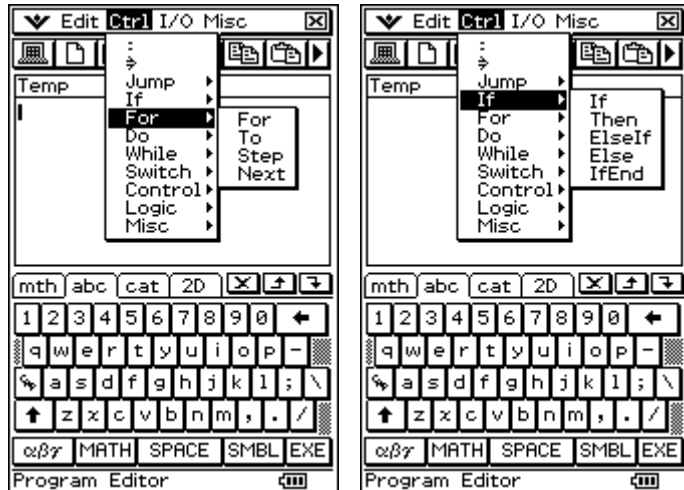 Edit Ctrl I/O Misc
:
⇒
Temp
Jump
If
For
Do
While
Switch
Control
Logic
Misc
For
To
Step
Next
mth abc cat 2D
1 2 3 4 5 6 7 8 9 0
q w e r t y u i o p -
a s d f g h j k l ; \
z x c v b n m , . /
αβγ MATH SPACE SMBL EXE
Program Editor
Edit Ctrl I/O Misc
:
⇒
Temp
Jump
If
For
Do
While
Switch
Control
Logic
Misc
If
Then
ElseIf
Else
IfEnd
mth abc cat 2D
1 2 3 4 5 6 7 8 9 0
q w e r t y u i o p -
a s d f g h j k l ; \
z x c v b n m , . /
αβγ MATH SPACE SMBL EXE
Program Editor